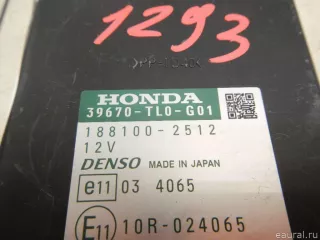 1293
HONDA
39670-TL0-G01
188100-2512
12V
DENSO MADE IN JAPAN
e11 03 4065
E11 10R-024065
euauto.ru